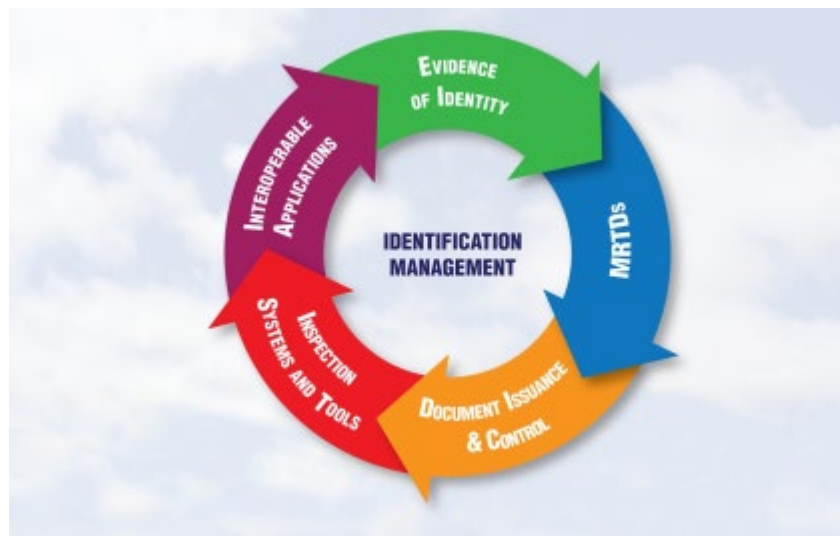 EVIDENCE
OF IDENTITY
MRTDS
DOCUMENT ISSUANCE
& CONTROL
INSPECTION
SYSTEMS AND TOOLS
INTEROPERABLE
APPLICATIONS
IDENTIFICATION
MANAGEMENT